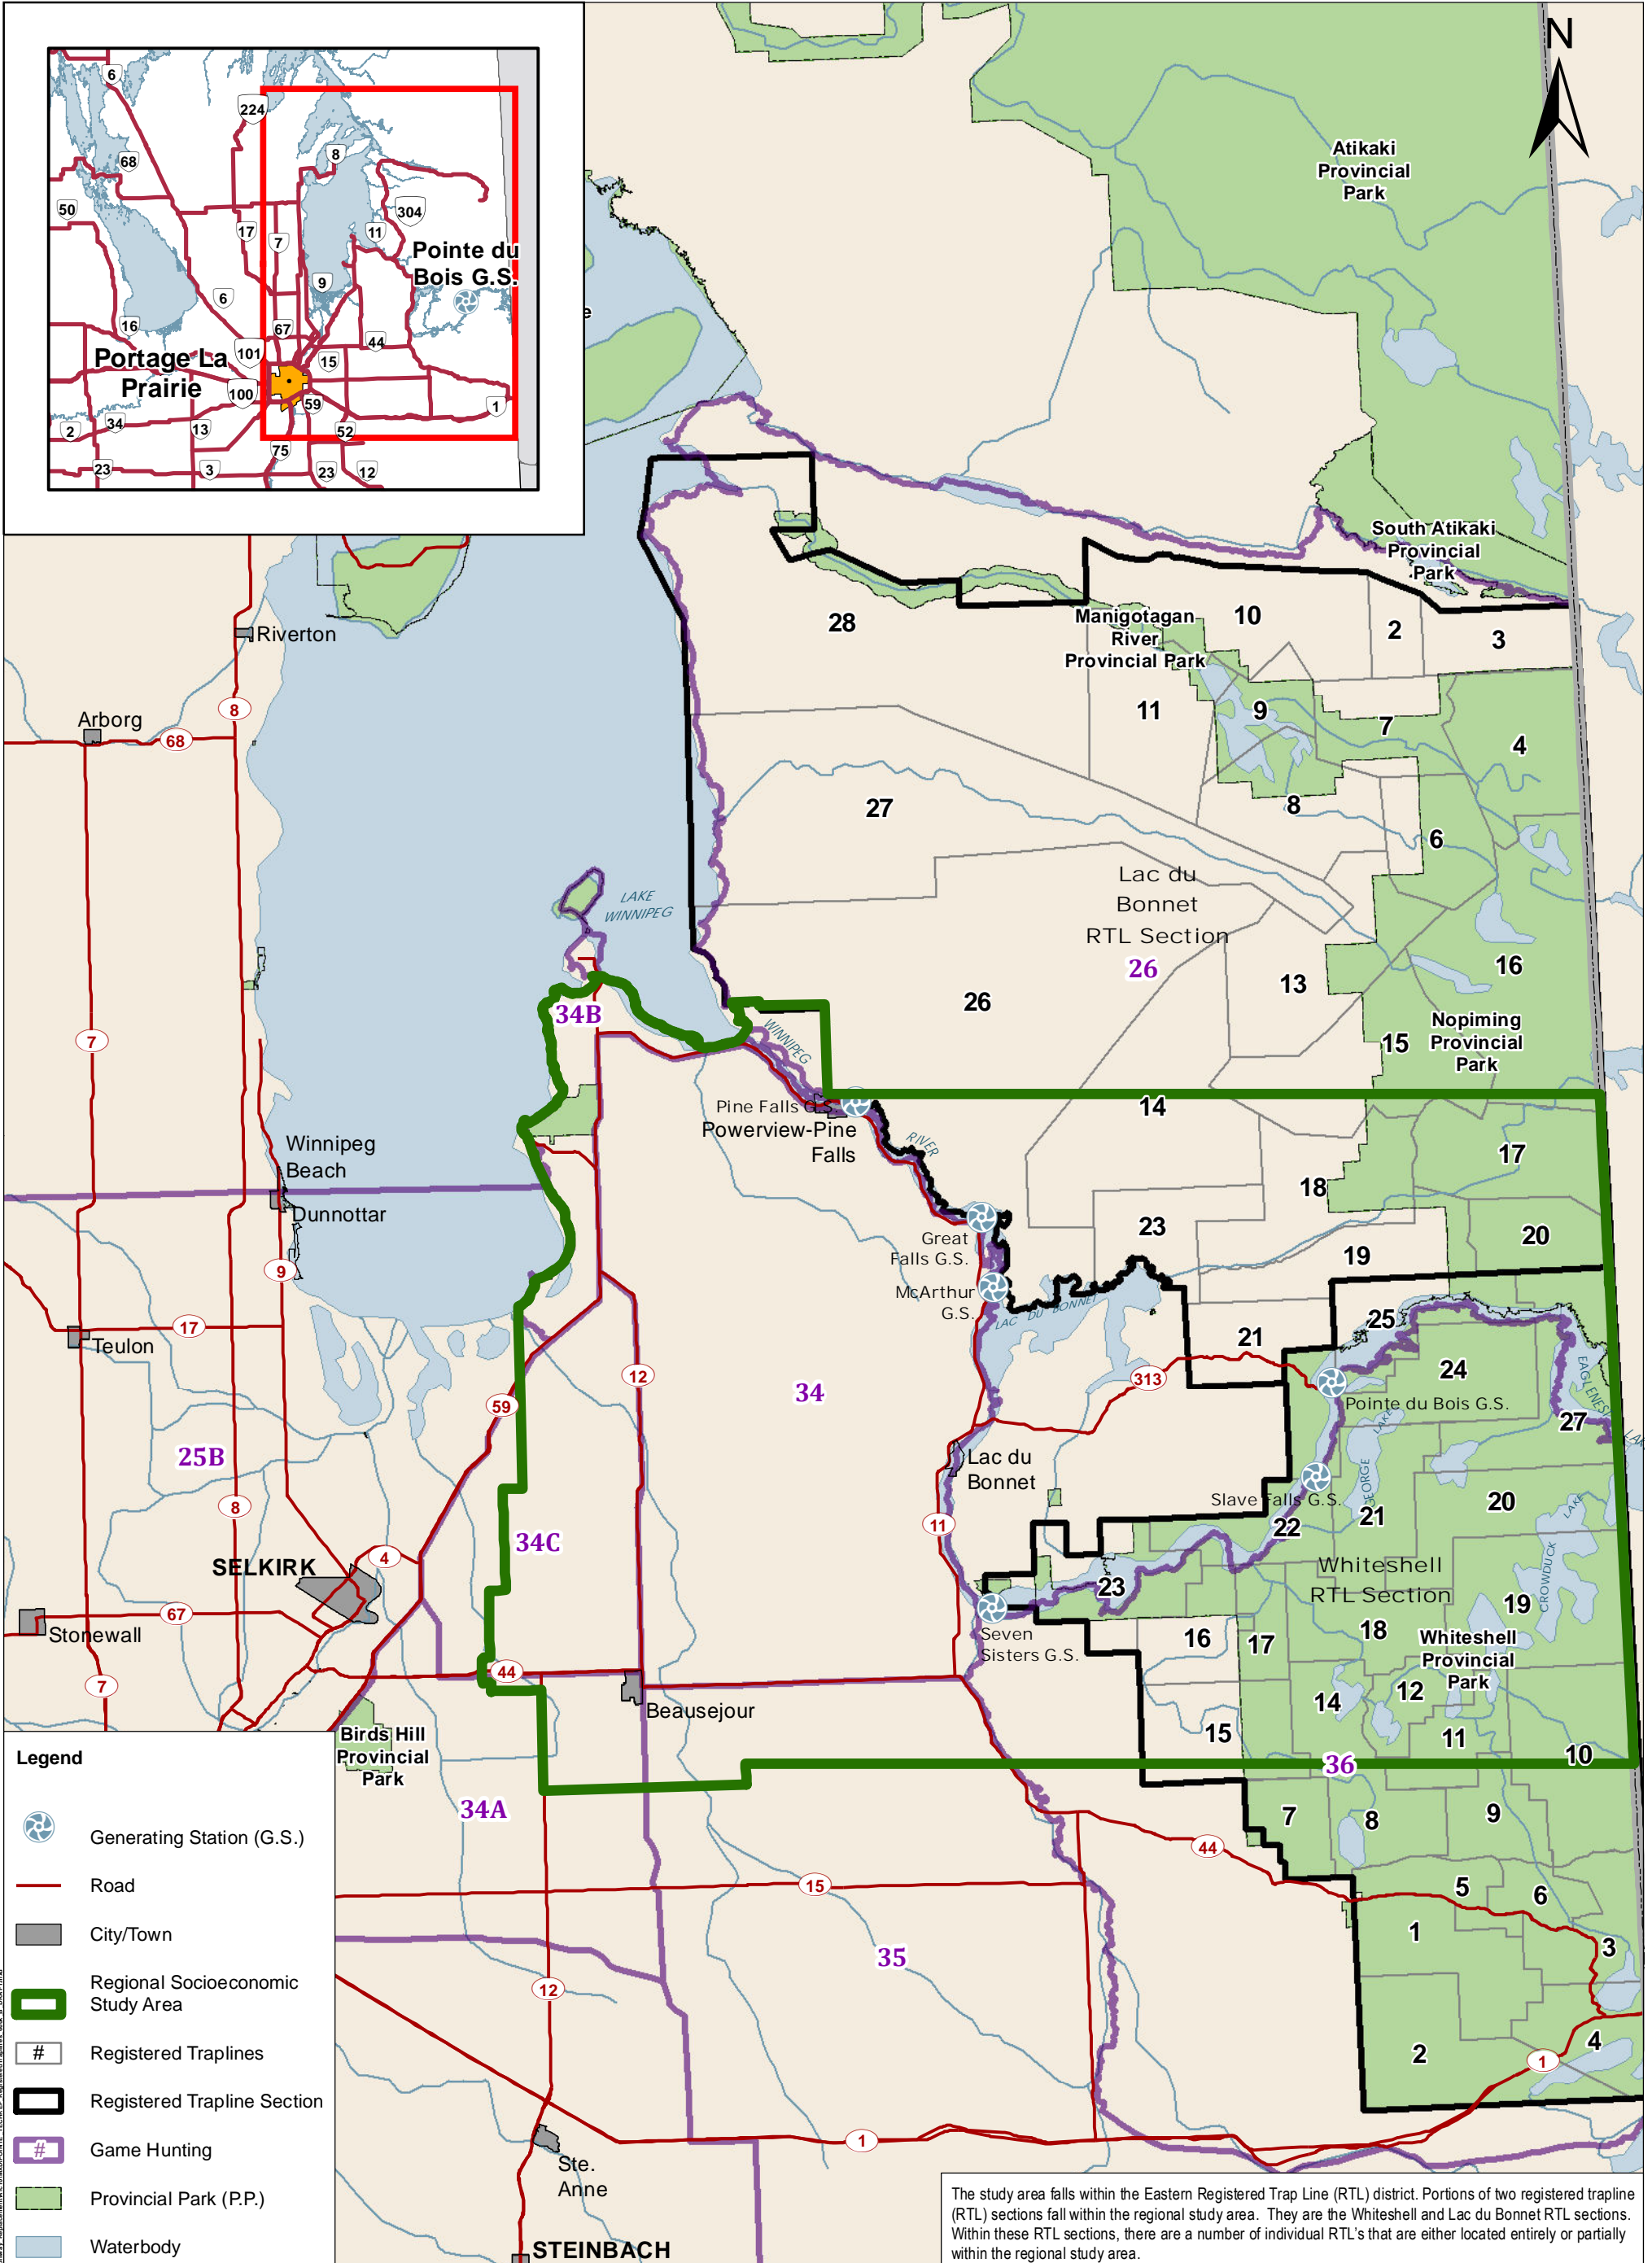 6
224
68
8
50
304
17
7
11
Pointe du
Bois G.S.
9
6
16
67
44
101
15
Portage La
Prairie
100
59
1
2
34
13
52
75
23
3
23
12
N
Atikaki
Provincial
Park
e
South Atikaki
Provincial
Park
Riverton
28
Manigotagan
River
Provincial Park
10
2
3
8
Arborg
68
11
9
7
4
27
8
6
Lac du
Bonnet
RTL Section
26
LAKE
WINNIPEG
16
13
26
34B
Nopiming
Provincial
Park
7
15
WINNIPEG
Pine Falls G.S.
Powerview-Pine
Falls
14
RIVER
17
Winnipeg
Beach
18
Dunnottar
23
20
Great
Falls G.S.
19
9
McArthur
G.S.
LAC DU BONNET
25
17
Teulon
21
24
EAGLENEST
12
313
34
59
Pointe du Bois G.S.
LAKE
27
25B
Lac du
Bonnet
GEORGE
8
Slave Falls G.S.
20
LAKE
21
22
11
34C
4
SELKIRK
Whiteshell
RTL Section
CROWDUCK
23
19
67
Stonewall
Seven
Sisters G.S.
16
17
18
Whiteshell
Provincial
Park
44
7
Beausejour
14
12
15
11
Birds Hill
Provincial
Park
10
36
34A
7
8
9
44
15
5
6
1
3
35
12
2
4
1
1
Ste.
Anne
STEINBACH
Legend
Generating Station (G.S.)
Road
City/Town
Regional Socioeconomic
Study Area
# Registered Traplines
Registered Trapline Section
# Game Hunting
Provincial Park (P.P.)
Waterbody
The study area falls within the Eastern Registered Trap Line (RTL) district. Portions of two registered trapline
(RTL) sections fall within the regional study area. They are the Whiteshell and Lac du Bonnet RTL sections.
Within these RTL sections, there are a number of individual RTL's that are either located entirely or partially
within the regional study area.